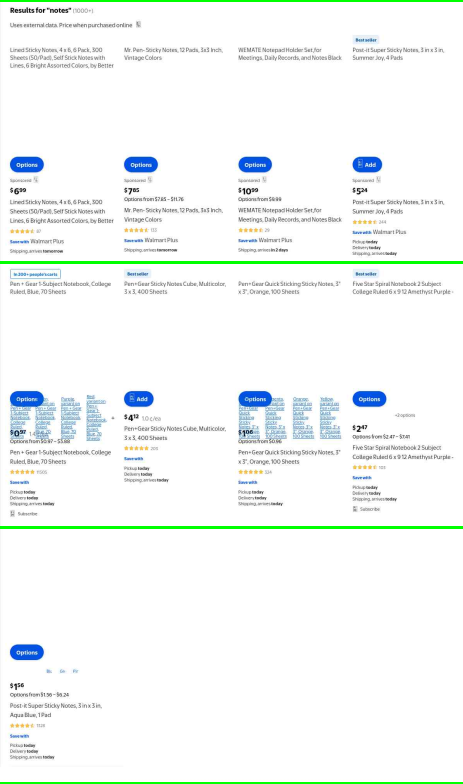 Results for "notes" (1000+)
Uses external data. Price when purchased online
Best seller
Lined Sticky Notes, 4 x 6, 6 Pack, 300 Sheets (50/Pad), Self Stick Notes with Lines, 6 Bright Assorted Colors, by Better
Mr. Pen- Sticky Notes, 12 Pads, 3x3 Inch, Vintage Colors
WEMATE Notepad Holder Set,for Meetings, Daily Records, and Notes Black
Post-it Super Sticky Notes, 3 in x 3 in, Summer Joy, 4 Pads
Options
Options
Options
Add
Sponsored
Sponsored
Sponsored
Sponsored
$6.99
Lined Sticky Notes, 4 x 6, 6 Pack, 300
Sheets (50/Pad), Self Stick Notes with
Lines, 6 Bright Assorted Colors, by Better
Save with Walmart Plus
Shipping, arrives tomorrow
$7.85
Options from $7.85 – $11.76
Mr. Pen- Sticky Notes, 12 Pads, 3x3 Inch,
Vintage Colors
Save with Walmart Plus
Shipping, arrives tomorrow
$10.99
Options from $9.99
WEMATE Notepad Holder Set,for
Meetings, Daily Records, and Notes Black
Save with Walmart Plus
Shipping, arrives in 2 days
$5.24
Post-it Super Sticky Notes, 3 in x 3 in,
Summer Joy, 4 Pads
244
Save with Walmart Plus
Pickup today
Delivery today
Shipping, arrives today
In 200+ people's carts
Pen + Gear 1-Subject Notebook, College
Ruled, Blue, 70 Sheets
Best seller
Pen+Gear Sticky Notes Cube, Multicolor,
3 x 3, 400 Sheets
Pen+Gear Quick Sticking Sticky Notes, 3"
x 3", Orange, 100 Sheets
Best seller
Five Star Spiral Notebook 2 Subject
College Ruled 6 x 9 12 Amethyst Purple -
Options
Add
Options
Options
Options from $0.97 – $3.88
Pen + Gear 1-Subject Notebook, College
Ruled, Blue, 70 Sheets
Save with
Pickup today
Delivery today
Shipping, arrives today
Subscribe
$4.12 1.0 ¢/ea
Pen+Gear Sticky Notes Cube, Multicolor,
3 x 3, 400 Sheets
Save with
Pickup today
Delivery today
Shipping, arrives today
Options from $0.96
Pen+Gear Quick Sticking Sticky Notes, 3"
x 3", Orange, 100 Sheets
Save with
Pickup today
Delivery today
Shipping, arrives today
+2 options
$2.47
Options from $2.47 – $7.41
Five Star Spiral Notebook 2 Subject
College Ruled 6 x 9 12 Amethyst Purple -
Save with
Pickup today
Delivery today
Shipping, arrives today
Subscribe
Options
$1.56
Options from $1.56 – $6.24
Post-it Super Sticky Notes, 3 in x 3 in,
Aqua Blue, 1 Pad
Save with
Pickup today
Delivery today
Shipping, arrives today